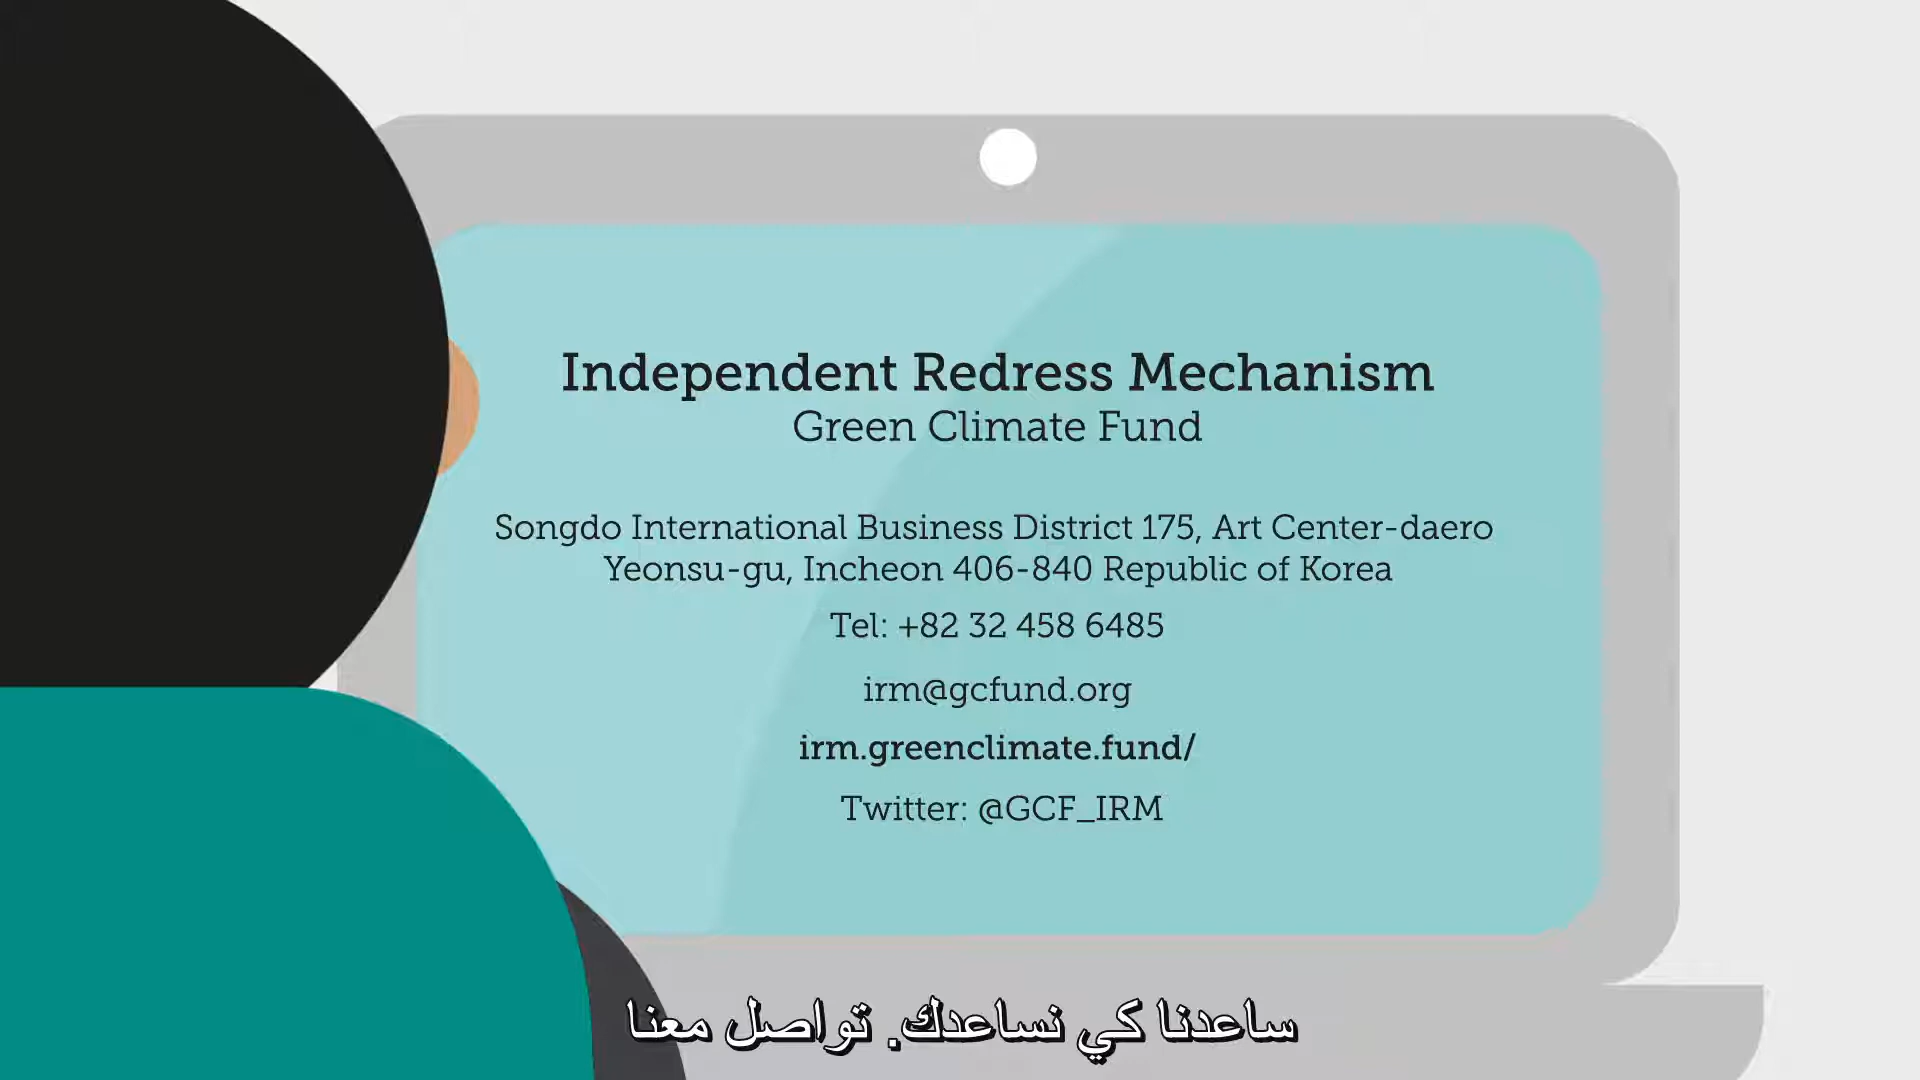 Independent Redress Mechanism
Green Climate Fund
Songdo International Business District 175, Art Center-daero
Yeonsu-gu, Incheon 406-840 Republic of Korea
Tel: +82 32 458 6485
irm@gcfund.org
irm.greenclimate.fund/
Twitter: @GCF_IRM
ساعدنا كي نساعدك. تواصل معنا